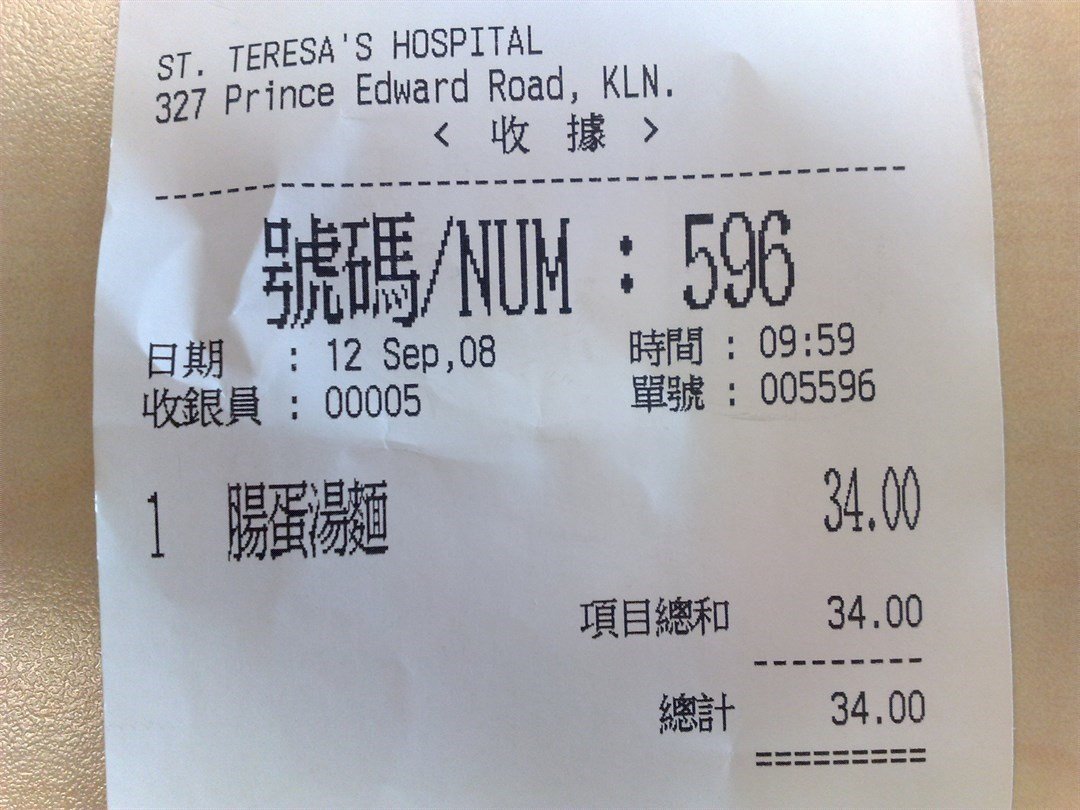 ST. TERESA'S HOSPITAL
327 Prince Edward Road, KLN.
< 收 據 >
--------------------------------------------
號碼/NUM : 596
日期 : 12 Sep,08 時間 : 09:59
收銀員 : 00005 單號 : 005596
1 腸蛋湯麵 34.00
項目總和 34.00
---------
總計 34.00
=========